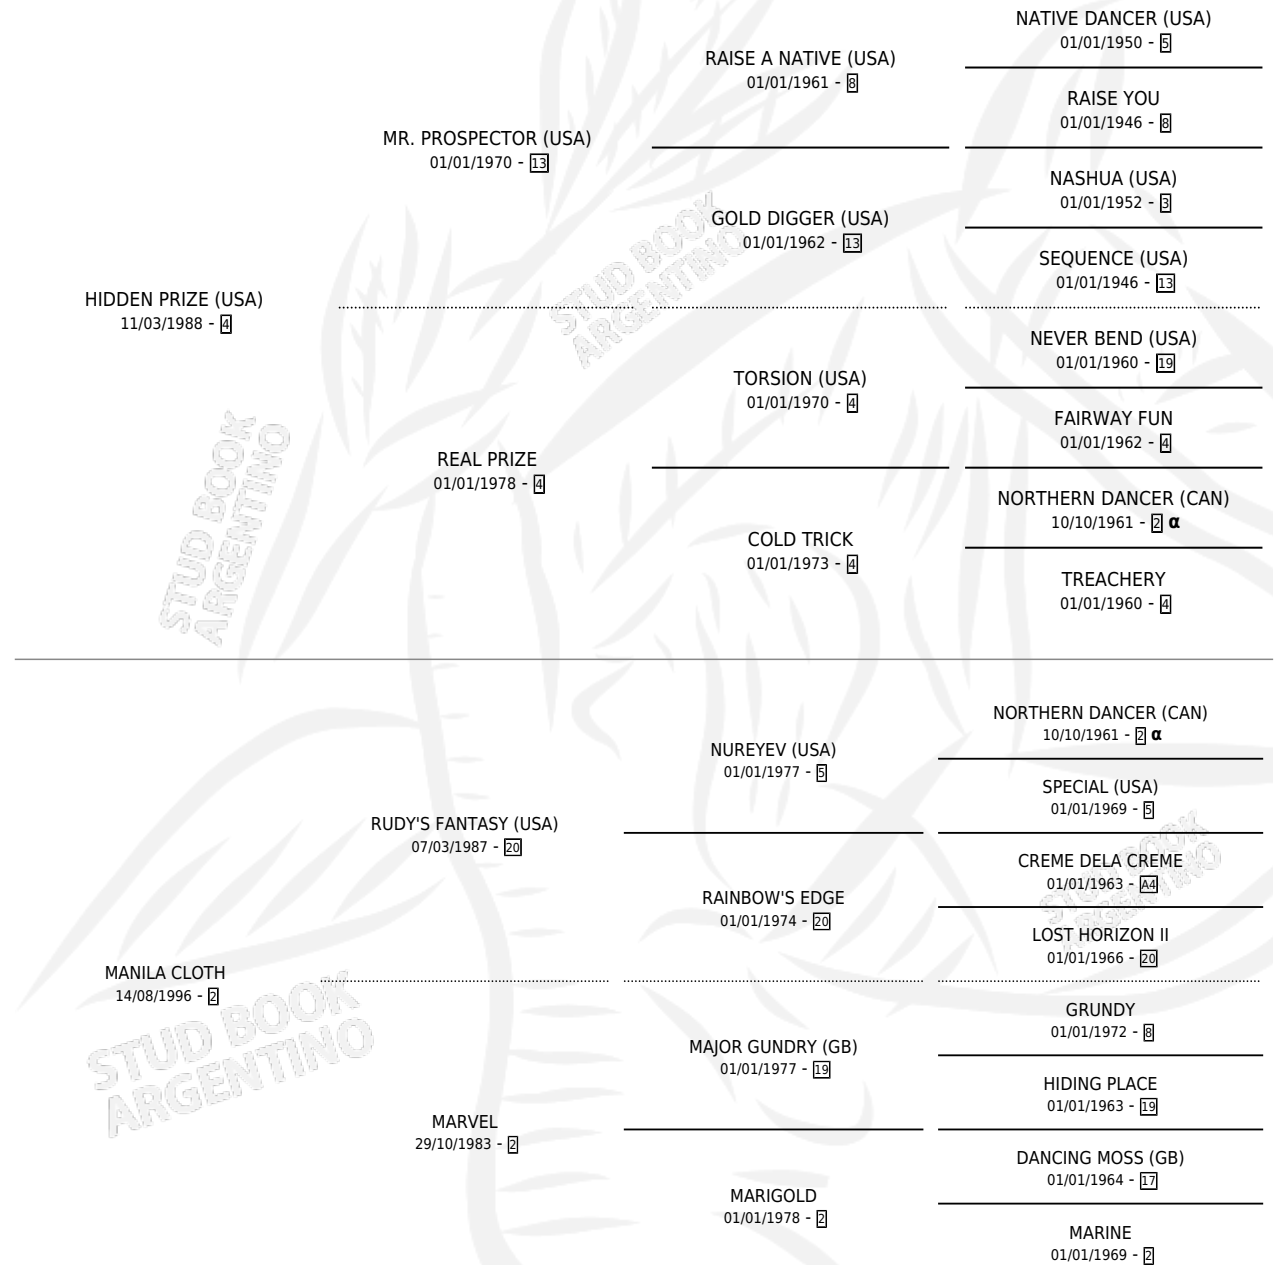 NATIVE DANCER (USA)
01/01/1950 - 5
RAISE A NATIVE (USA)
01/01/1961 - 8
RAISE YOU
01/01/1946 - 8
MR. PROSPECTOR (USA)
01/01/1970 - 13
NASHUA (USA)
01/01/1952 - 3
GOLD DIGGER (USA)
01/01/1962 - 13
SEQUENCE (USA)
01/01/1946 - 13
HIDDEN PRIZE (USA)
11/03/1988 - 4
NEVER BEND (USA)
01/01/1960 - 19
TORSION (USA)
01/01/1970 - 4
FAIRWAY FUN
01/01/1962 - 4
REAL PRIZE
01/01/1978 - 4
NORTHERN DANCER (CAN)
10/10/1961 - 2 α
COLD TRICK
01/01/1973 - 4
TREACHERY
01/01/1960 - 4
NORTHERN DANCER (CAN)
10/10/1961 - 2 α
NUREYEV (USA)
01/01/1977 - 5
SPECIAL (USA)
01/01/1969 - 5
RUDY'S FANTASY (USA)
07/03/1987 - 20
CREME DELA CREME
01/01/1963 - A4
RAINBOW'S EDGE
01/01/1974 - 20
LOST HORIZON II
01/01/1966 - 20
MANILA CLOTH
14/08/1996 - 2
GRUNDY
01/01/1972 - 8
MAJOR GUNDRY (GB)
01/01/1977 - 19
HIDING PLACE
01/01/1963 - 19
MARVEL
29/10/1983 - 2
DANCING MOSS (GB)
01/01/1964 - 17
MARIGOLD
01/01/1978 - 2
MARINE
01/01/1969 - 2
STUD BOOK
ARGENTINO
STUD BOOK
ARGENTINO
STUD BOOK
ARGENTINO
STUD BOOK
ARGENTINO